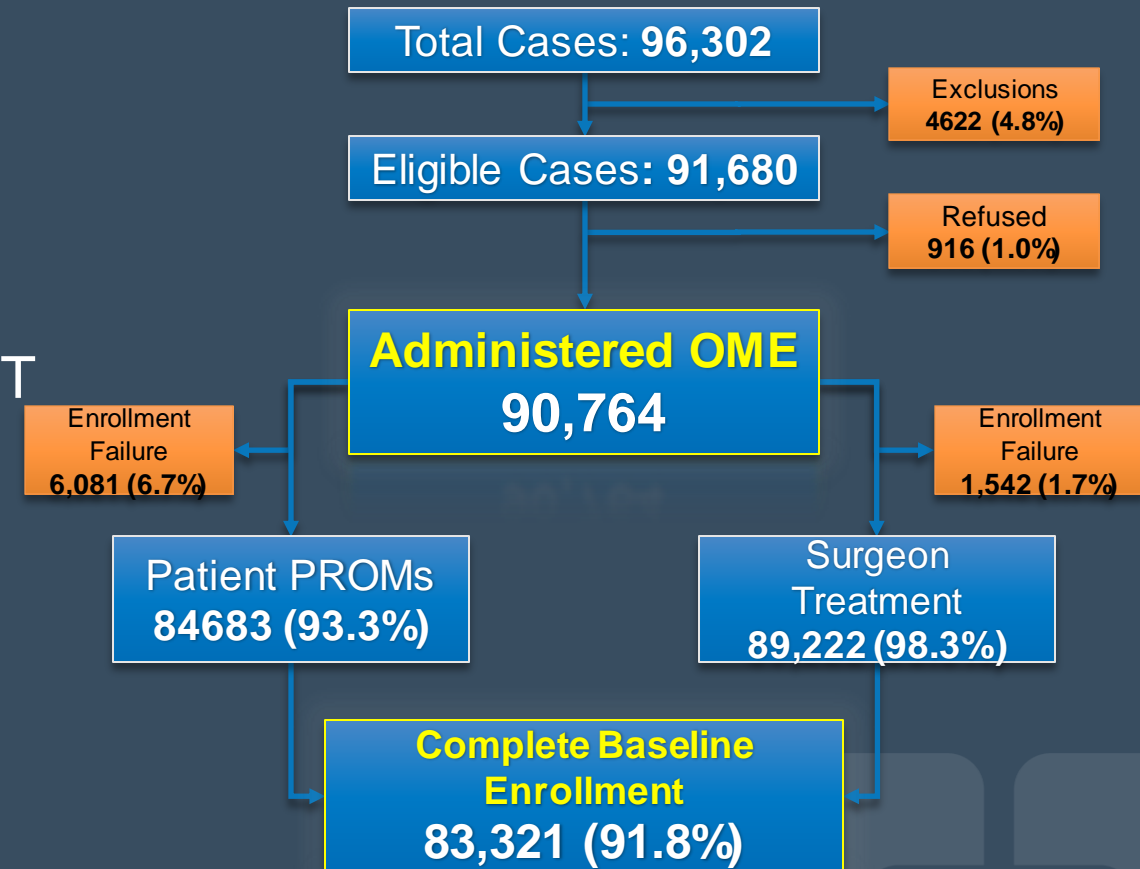 Total Cases: 96,302
Exclusions
4622 (4.8%)
Eligible Cases: 91,680
Refused
916 (1.0%)
Administered OME
90,764
T
Enrollment
Failure
6,081 (6.7%)
Enrollment
Failure
1,542 (1.7%)
Patient PROMs
84683 (93.3%)
Surgeon
Treatment
89,222 (98.3%)
Complete Baseline
Enrollment
83,321 (91.8%)